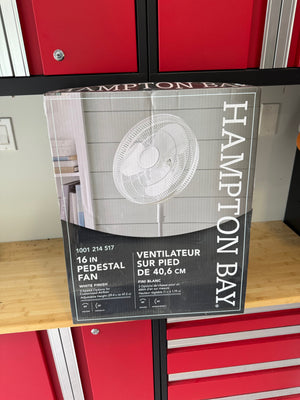 HAMPTON BAY
HAMPTON BAY
1001 214 517
16 IN
PEDESTAL
FAN
WHITE FINISH
VENTILATEUR
SUR PIED
DE 40,6 CM
FINI BLANC